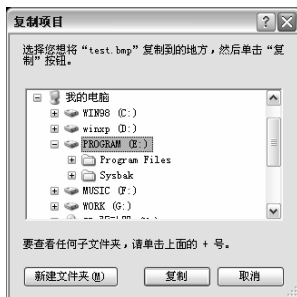 复制项目
选择您想将“test.bmp”复制到的地方，然后单击“复
制”按钮。
我的电脑
WIN98 (C:)
winxp (D:)
PROGRAM (E:)
Program Files
Sysbak
MUSIC (F:)
WORK (G:)
要查看任何子文件夹，请单击上面的 + 号。
新建文件夹(M)
复制
取消